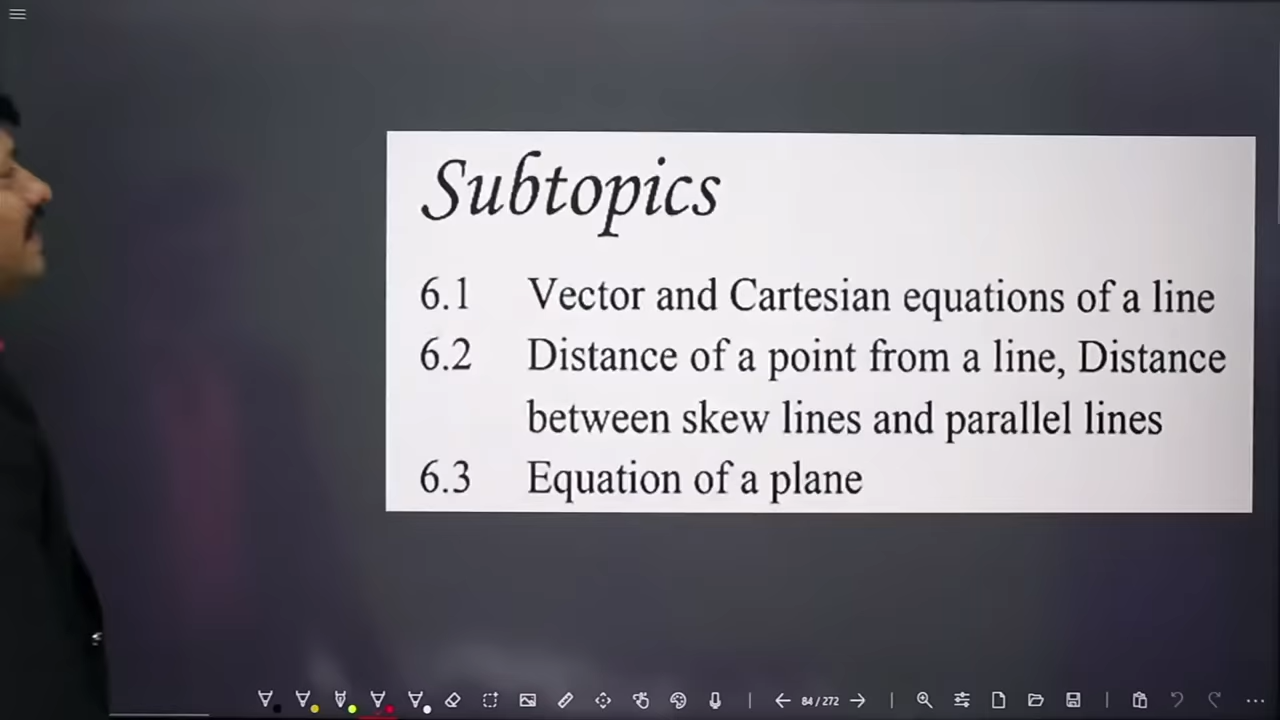 Subtopics
6.1 Vector and Cartesian equations of a line
6.2 Distance of a point from a line, Distance
between skew lines and parallel lines
6.3 Equation of a plane
84 / 272